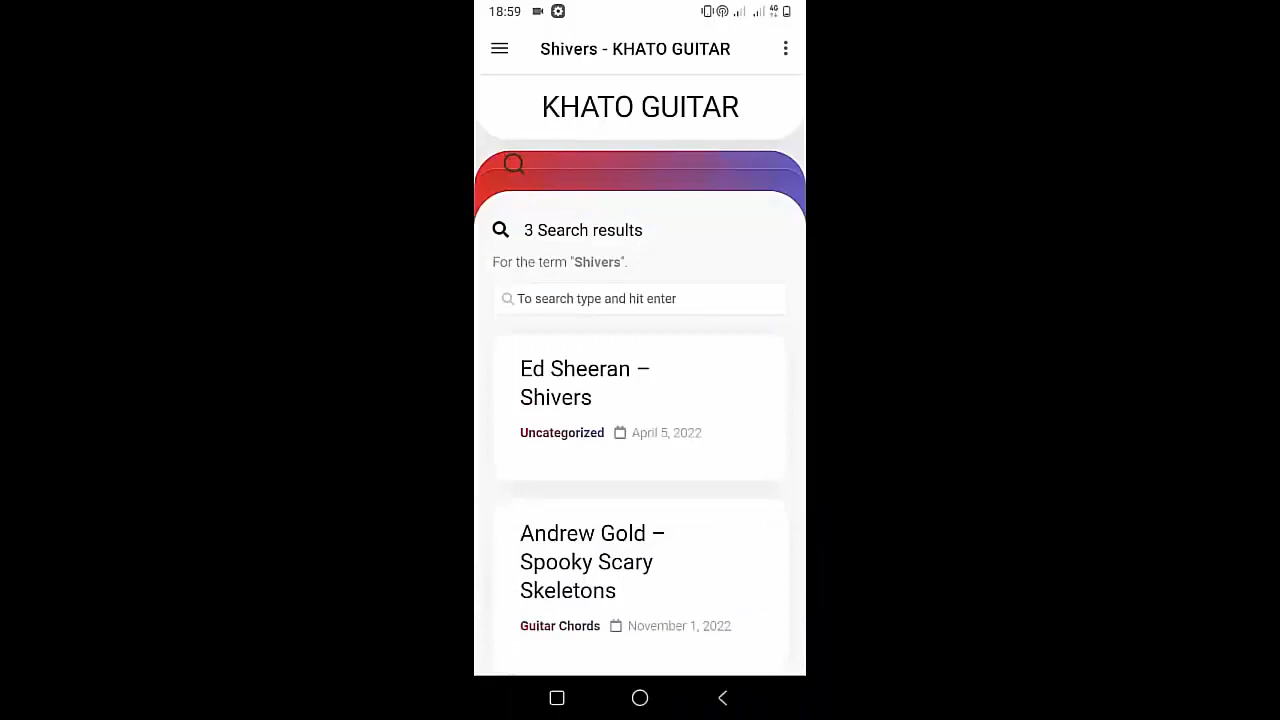 18:59
4G
Shivers - KHATO GUITAR
KHATO GUITAR
3 Search results
For the term "Shivers".
To search type and hit enter
Ed Sheeran –
Shivers
Uncategorized April 5, 2022
Andrew Gold –
Spooky Scary
Skeletons
Guitar Chords November 1, 2022